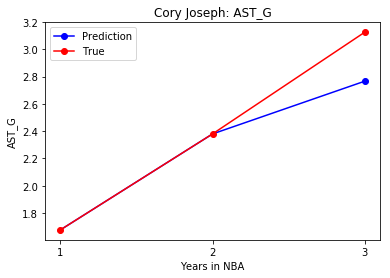 Cory Joseph: AST_G
Prediction
True
AST_G
3.2
3.0
2.8
2.6
2.4
2.2
2.0
1.8
1 2 3
Years in NBA